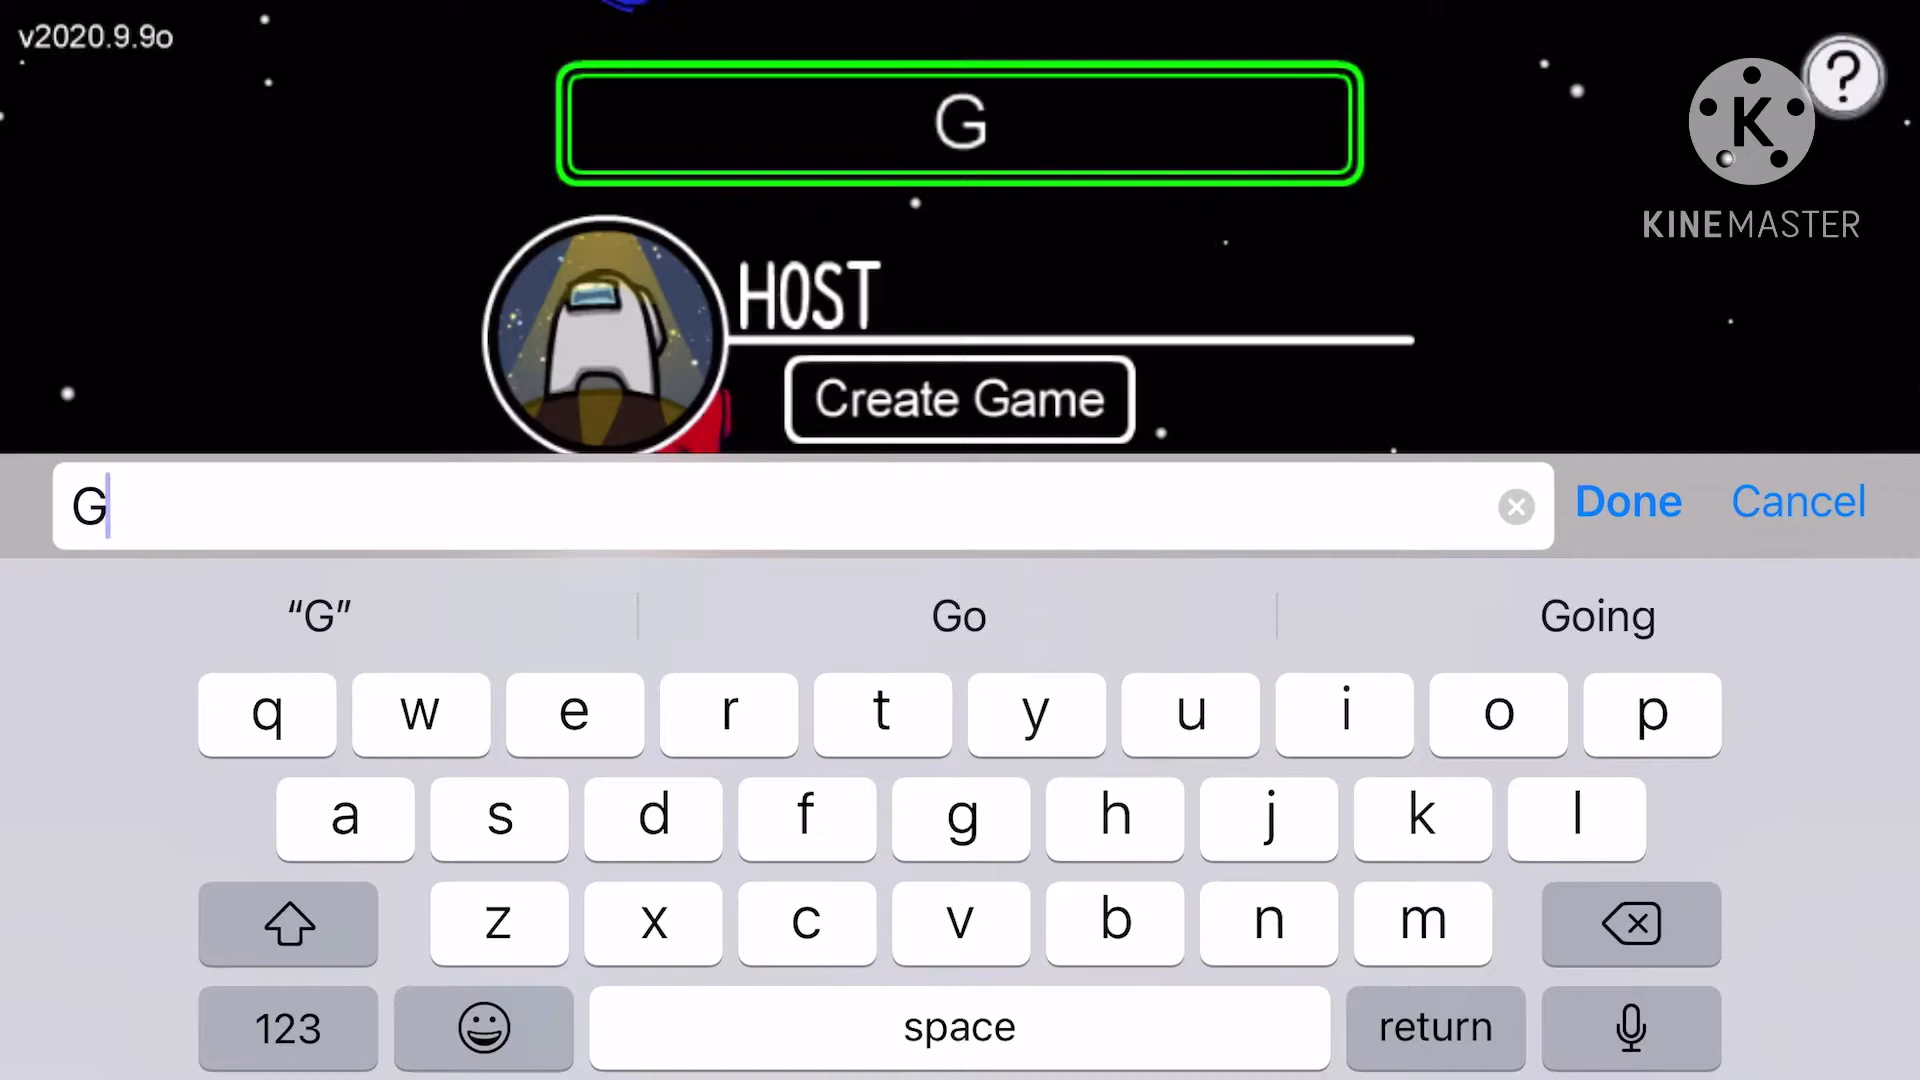 v2020.9.9o
G
?
K
KINEMASTER
HOST
Create Game
G
Done Cancel
“G” Go Going
q w e r t y u i o p
a s d f g h j k l
z x c v b n m
123 space return